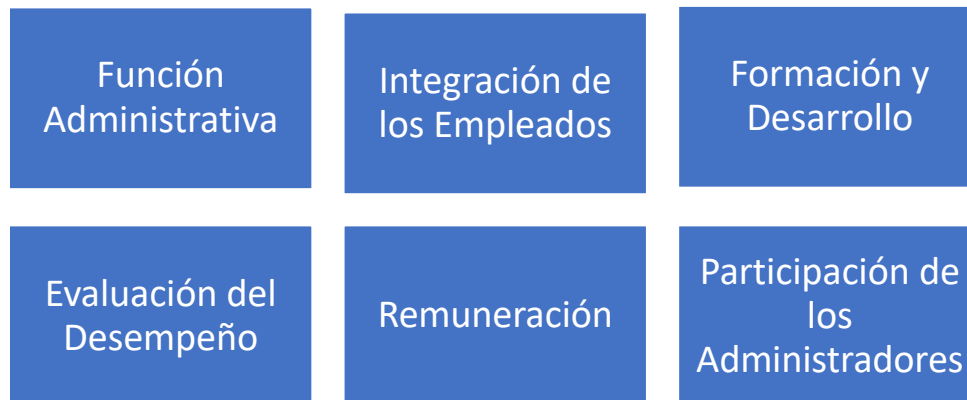 Función
Administrativa
Integración de
los Empleados
Formación y
Desarrollo
Evaluación del
Desempeño
Remuneración
Participación de
los
Administradores